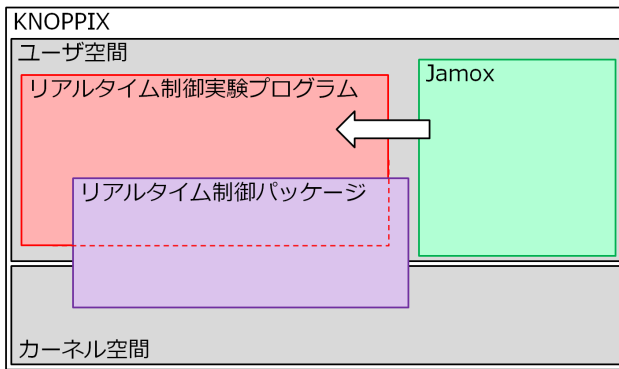 KNOPPIX
ユーザ空間
リアルタイム制御実験プログラム
Jamox
リアルタイム制御パッケージ
カーネル空間